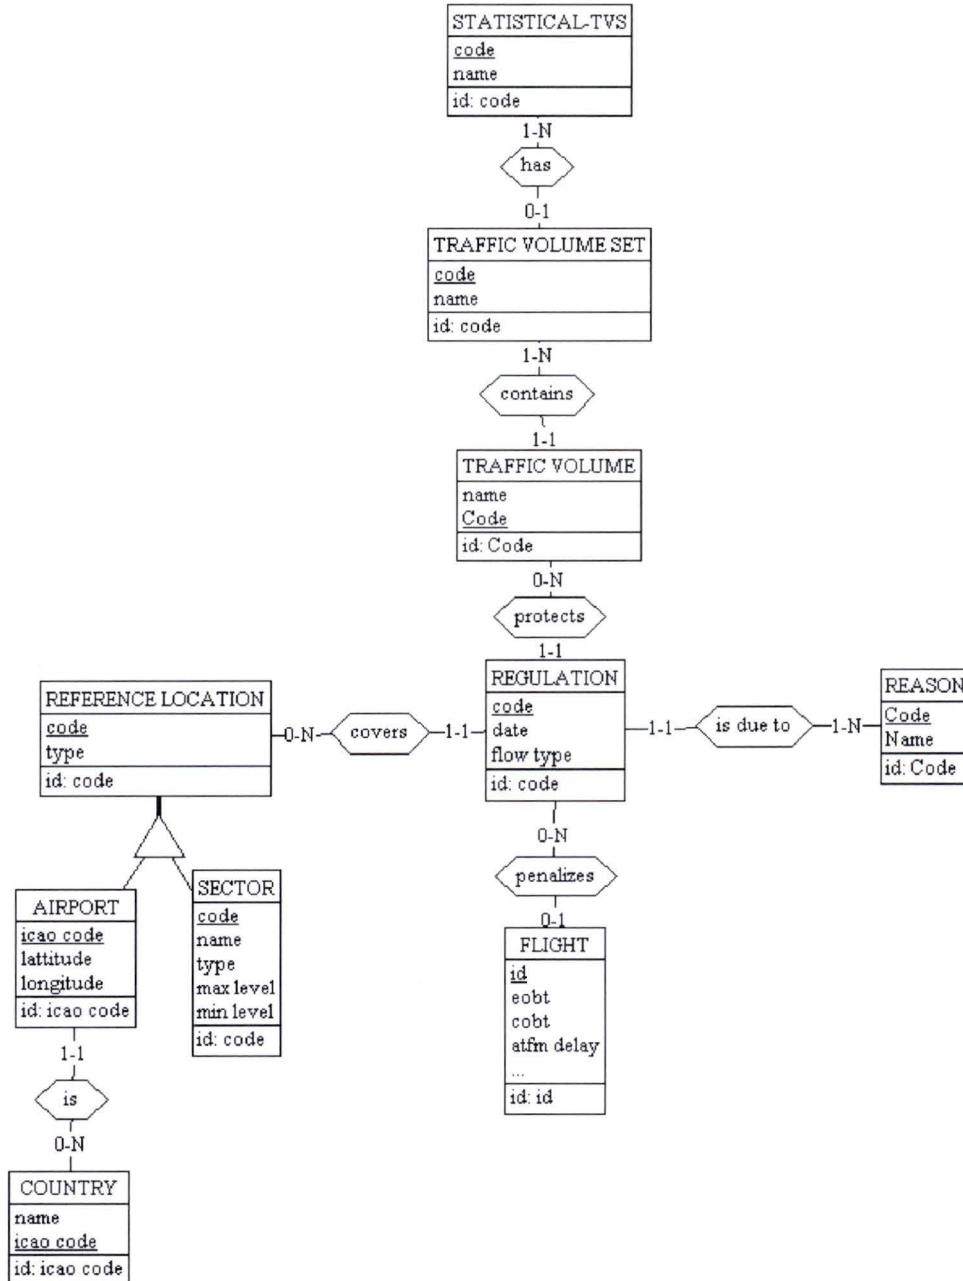 STATISTICAL-TVS
code
name
id: code
1-N
has
0-1
TRAFFIC VOLUME SET
code
name
id: code
1-N
contains
1-1
TRAFFIC VOLUME
name
Code
id: Code
0-N
protects
1-1
REFERENCE LOCATION
code
type
id: code
0-N
covers
1-1
REGULATION
code
date
flow type
id: code
1-1
is due to
1-N
REASON
Code
Name
id: Code
0-N
penalizes
0-1
FLIGHT
id
eobt
cobt
atfm delay
...
id: id
AIRPORT
icao code
lattitude
longitude
id: icao code
SECTOR
code
name
type
max level
min level
id: code
1-1
is
0-N
COUNTRY
name
icao code
id: icao code